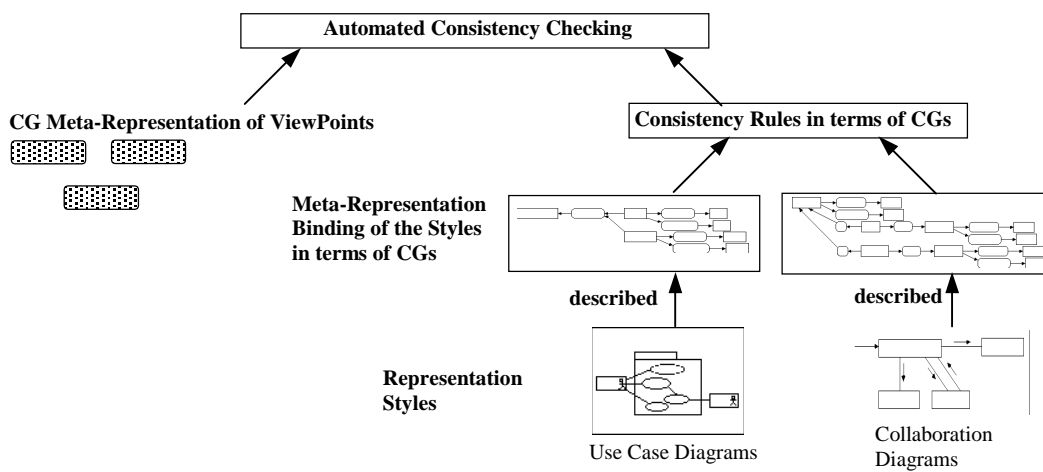 Automated Consistency Checking
CG Meta-Representation of ViewPoints
Consistency Rules in terms of CGs
Meta-Representation
Binding of the Styles
in terms of CGs
described
described
Representation
Styles
Use Case Diagrams
Collaboration
Diagrams